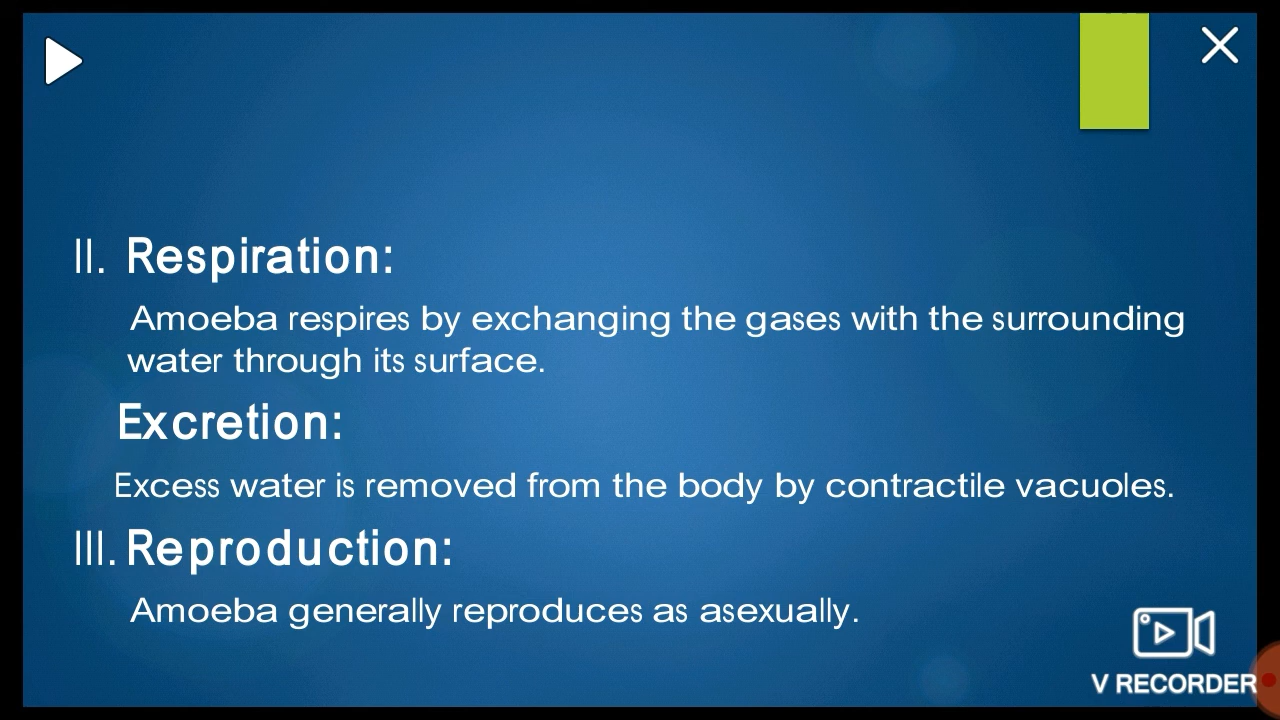 II. Respiration:
Amoeba respires by exchanging the gases with the surrounding
water through its surface.
Excretion:
Excess water is removed from the body by contractile vacuoles.
III. Reproduction:
Amoeba generally reproduces as asexually.
V RECORDER